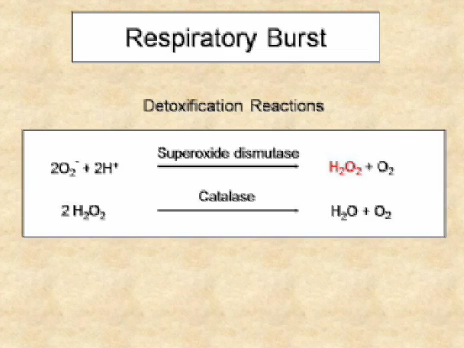 Respiratory Burst
Detoxification Reactions
Superoxide dismutase
2O₂⁻ + 2H⁺ → H₂O₂ + O₂
Catalase
2 H₂O₂ → H₂O + O₂